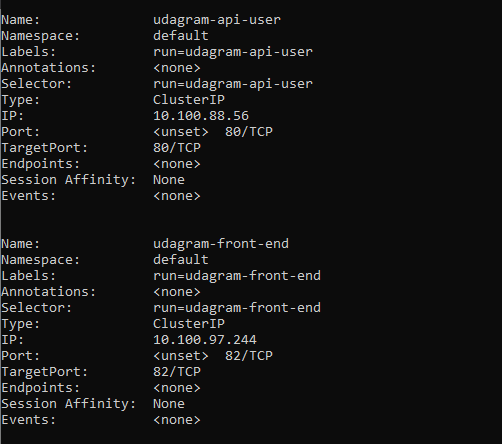 Name: udagram-api-user
Namespace: default
Labels: run=udagram-api-user
Annotations: <none>
Selector: run=udagram-api-user
Type: ClusterIP
IP: 10.100.88.56
Port: <unset> 80/TCP
TargetPort: 80/TCP
Endpoints: <none>
Session Affinity: None
Events: <none>
Name: udagram-front-end
Namespace: default
Labels: run=udagram-front-end
Annotations: <none>
Selector: run=udagram-front-end
Type: ClusterIP
IP: 10.100.97.244
Port: <unset> 82/TCP
TargetPort: 82/TCP
Endpoints: <none>
Session Affinity: None
Events: <none>